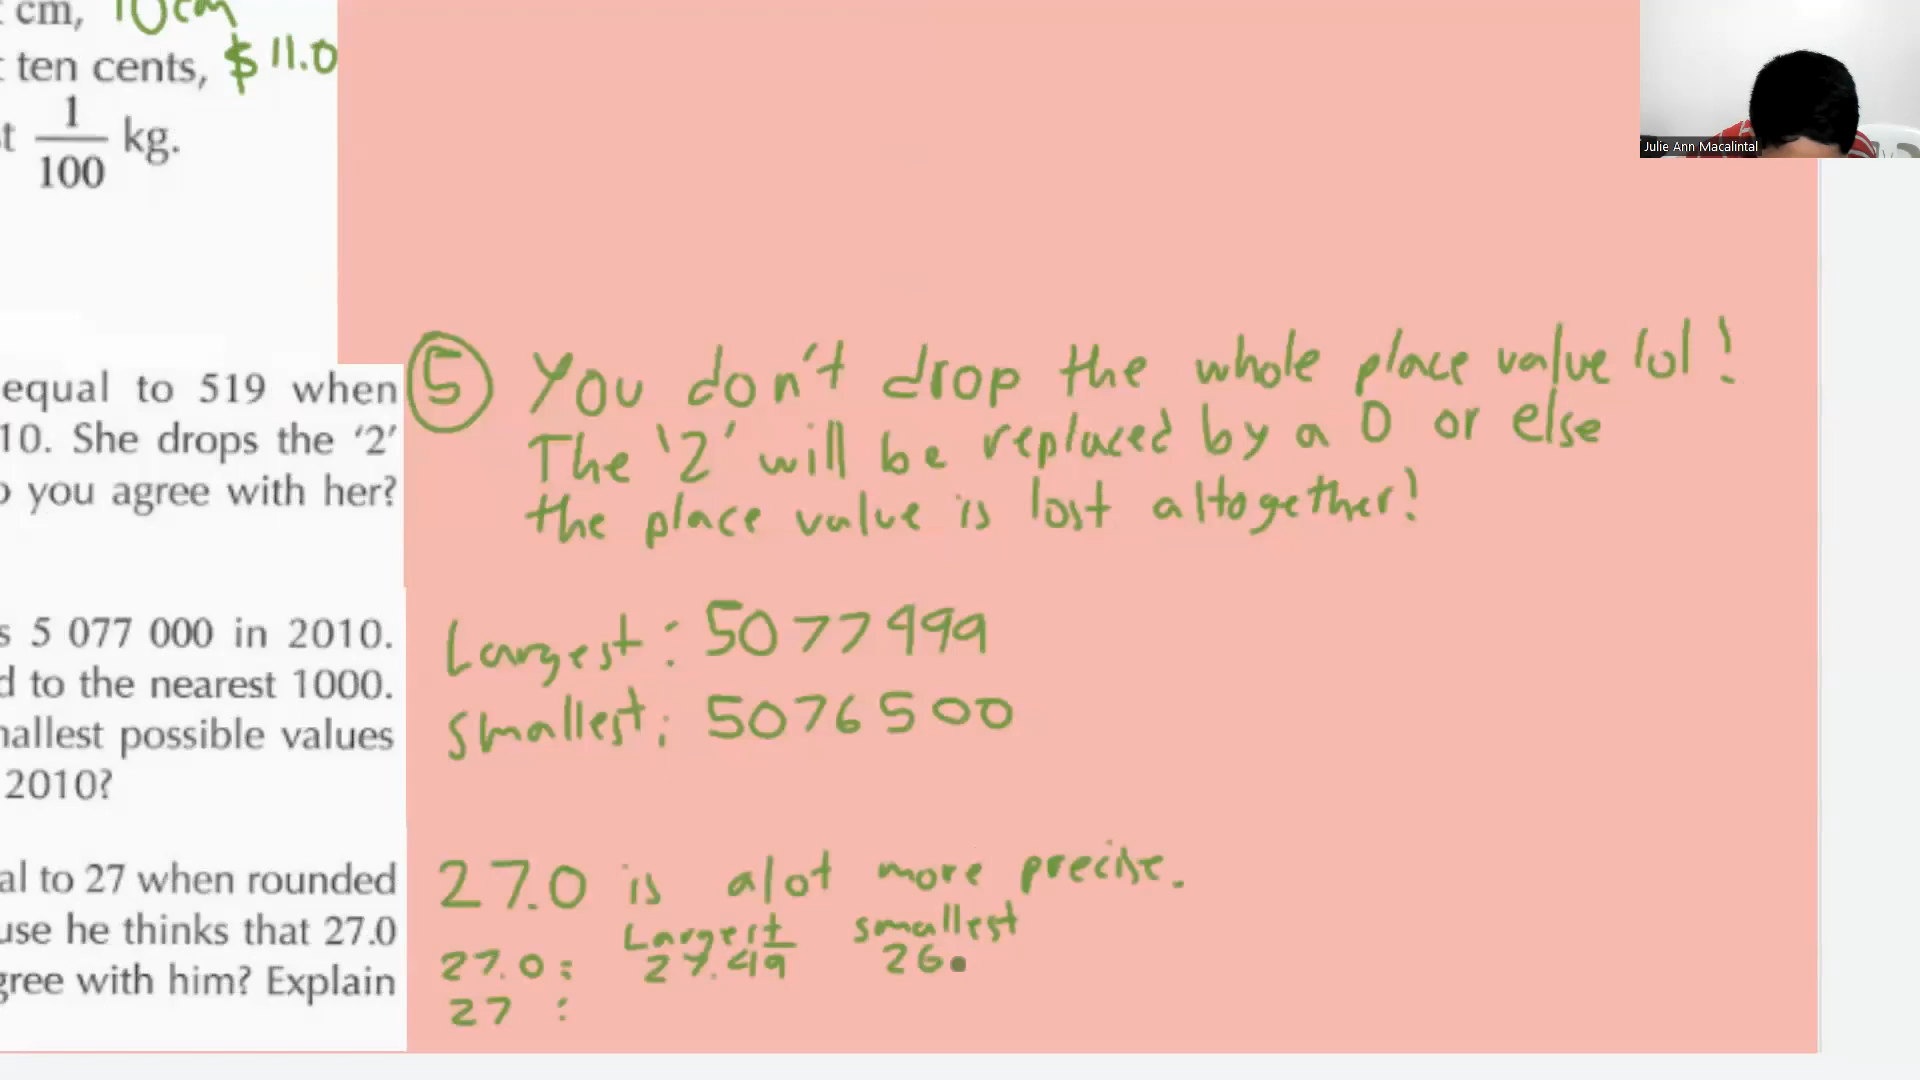 cm, 10cm
ten cents, $11.0
1
100 kg.
Julie Ann Macalintal
equal to 519 when
10. She drops the ‘2’
you agree with her?
5 You don't drop the whole place value lol!
The '2' will be replaced by a 0 or else
the place value is lost altogether!
s 5 077 000 in 2010.
d to the nearest 1000.
nallest possible values
2010?
Largest: 5077499
Smallest: 5076500
al to 27 when rounded
use he thinks that 27.0
gree with him? Explain
27.0 is alot more precise.
Largest smallest
27.0: 27.49 26.
27 :